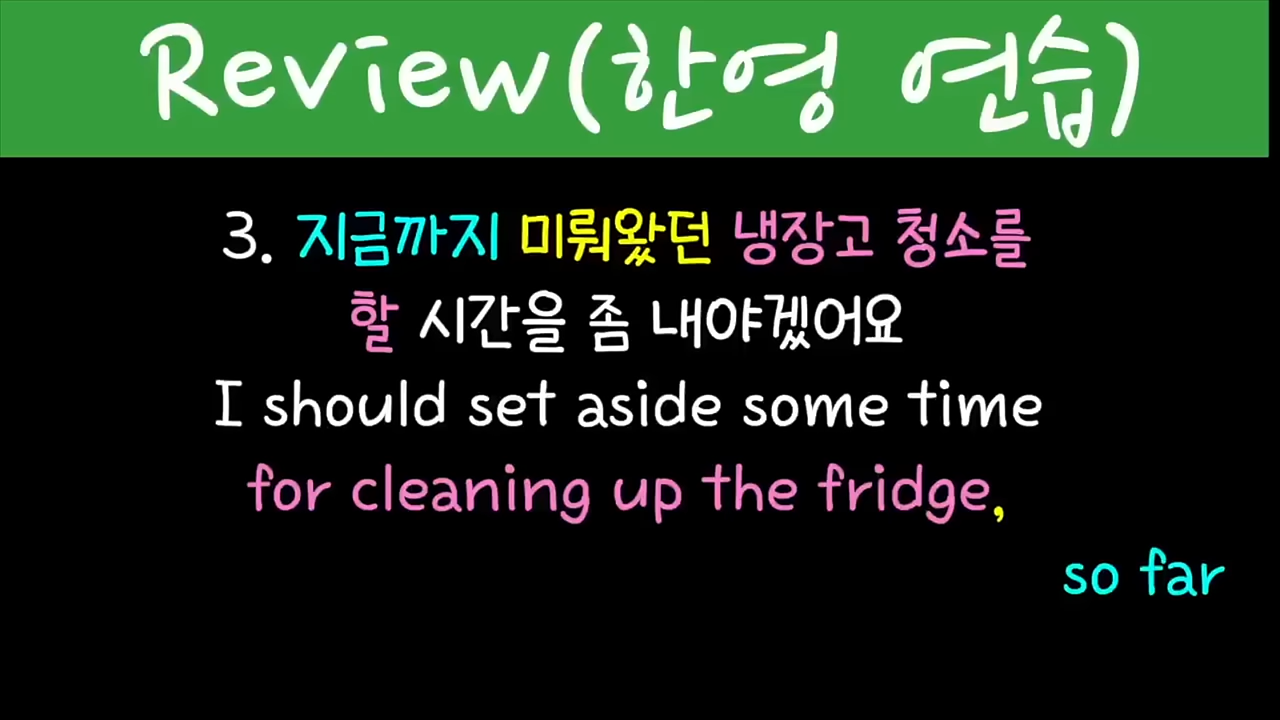 Review(한영 연습)
3. 지금까지 미뤄왔던 냉장고 청소를
할 시간을 좀 내야겠어요
I should set aside some time
for cleaning up the fridge,
so far